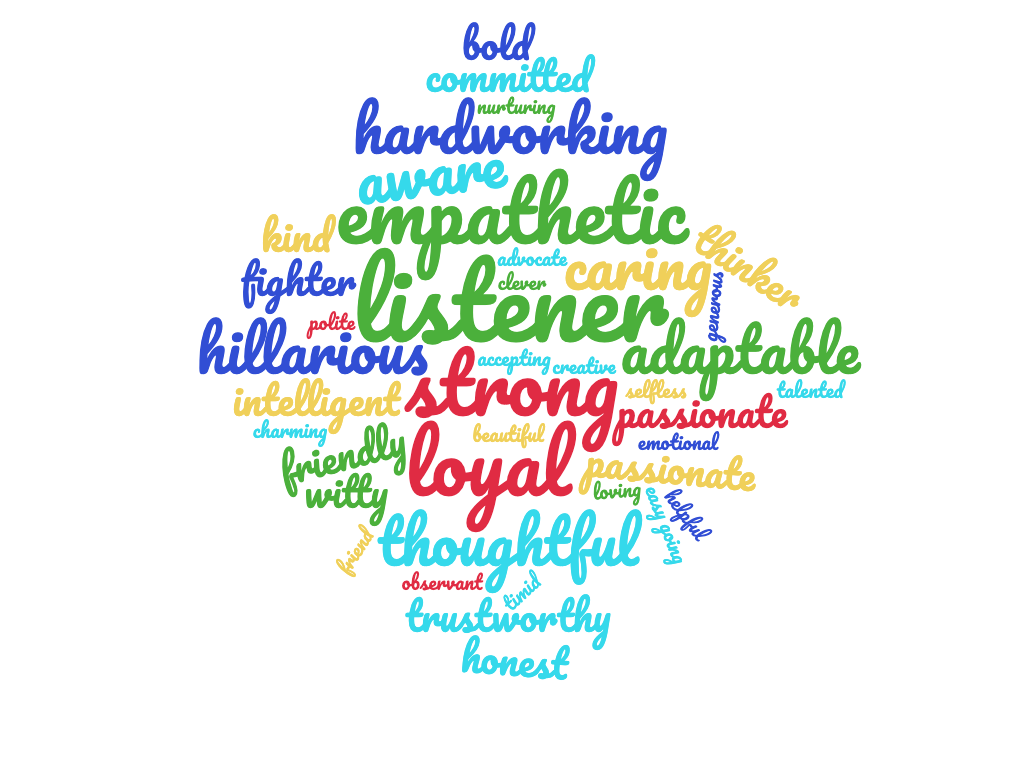 bold
committed
nurturing
hardworking
aware
empathetic
kind
thinker
advocate
caring
fighter
clever
generous
listener
polite
hillarious
adaptable
accepting
creative
strong
selfless
talented
intelligent
passionate
charming
beautiful
emotional
friendly
loyal
passionate
witty
loving
easy going
helpful
thoughtful
friend
observant
timid
trustworthy
honest